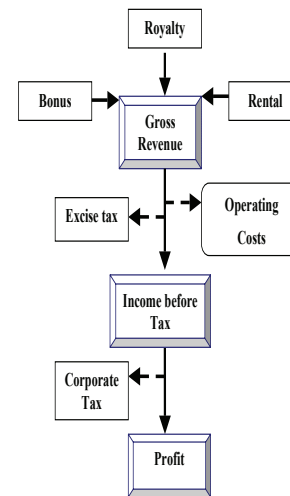 Royalty
Bonus
Rental
Gross
Revenue
Excise tax
Operating
Costs
Income before
Tax
Corporate
Tax
Profit